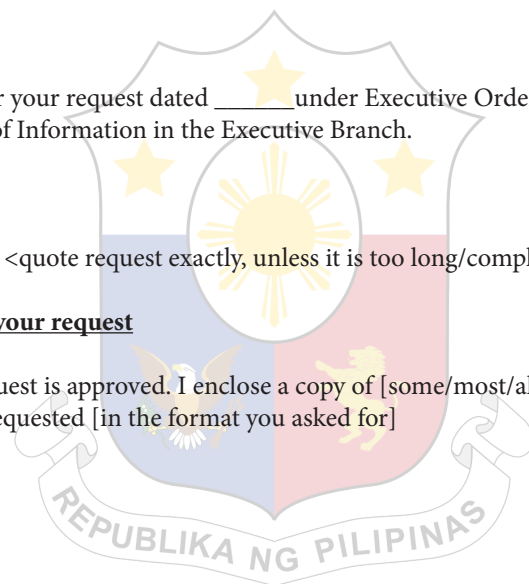 r your request dated ______under Executive Orde
of Information in the Executive Branch.
<quote request exactly, unless it is too long/compl
your request
uest is approved. I enclose a copy of [some/most/al
equested [in the format you asked for]
REPUBLIKA NG PILIPINAS